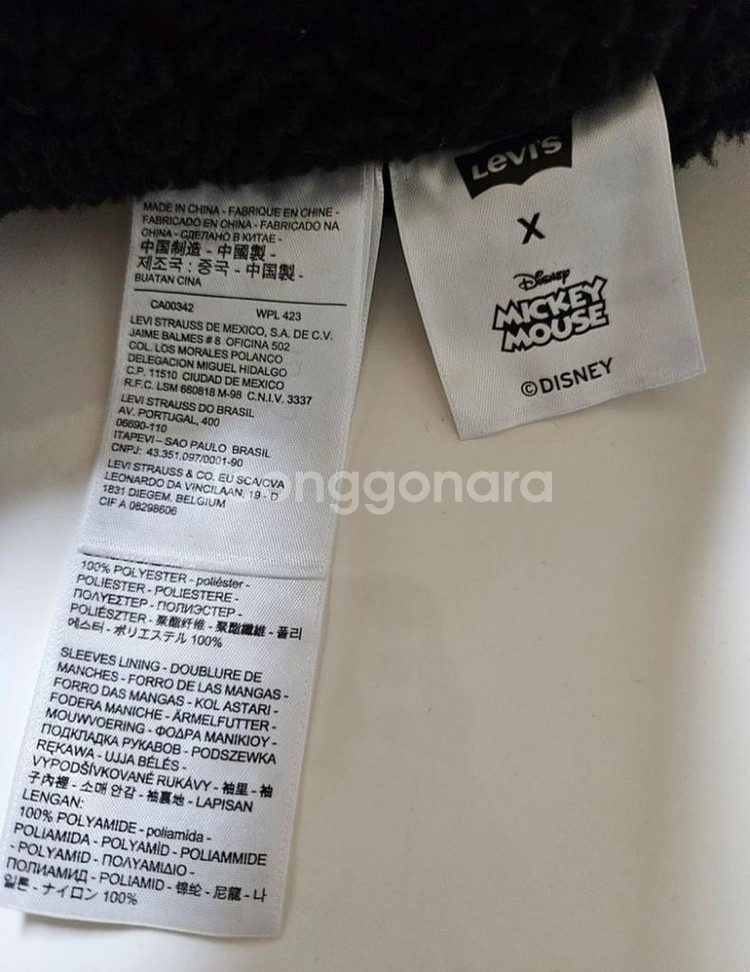 MADE IN CHINA - FABRIQUE EN CHINE -
FABRICADO EN CHINA - FABRICADO NA
CHINA - СДЕЛАНО В КИТАЕ -
中国制造 - 中國製 -
제조국 : 중국 - 中国製 -
BUATAN CINA
CA00342 WPL 423
LEVI STRAUSS DE MEXICO, S.A. DE C.V.
JAIME BALMES # 8 OFICINA 502
COL. LOS MORALES POLANCO
DELEGACION MIGUEL HIDALGO
C.P. 11510 CIUDAD DE MEXICO
R.F.C. LSM 660818 M-98 C.N.I.V. 3337
LEVI STRAUSS DO BRASIL
AV. PORTUGAL, 400
06690-110
ITAPEVI – SAO PAULO BRASIL
CNPJ: 43.351.097/0001-90
LEVI STRAUSS & CO. EU SCA/CVA
LEONARDO DA VINCILAAN, 19 - D
1831 DIEGEM, BELGIUM
CIF A 08298606
100% POLYESTER - poliéster -
POLIESTER - POLIESTERE -
ΠΟΛΥΕΣΤΕΡ - ПОЛИЭСТЕР -
POLIÉSZTER - 聚酯纤维 - 聚酯纖維 - 폴리
에스터 - ポリエステル 100%
SLEEVES LINING - DOUBLURE DE
MANCHES - FORRO DE LAS MANGAS -
FORRO DAS MANGAS - KOL ASTARI -
FODERA MANICHE - ÄRMELFUTTER -
MOUWVOERING - ΦΟΔΡΑ ΜΑΝΙΚΙΟΥ -
ПОДКЛАДКА РУКАВОВ - PODSZEWKA
RĘKAWA - UJJA BÉLÉS -
VYPODŠÍVKOVANÉ RUKÁVY - 袖里 - 袖
子內裡 - 소매 안감 - 袖裏地 - LAPISAN
LENGAN:
100% POLYAMIDE - poliamida -
POLIAMIDA - POLYAMİD - POLIAMMIDE
- POLYAMID - ΠΟΛΥΑΜΙΔΙΟ -
ПОЛИАМИД - POLIAMID - 锦纶 - 尼龍 - 나
일론 - ナイロン 100%
LEVI'S
X
Disney
MICKEY
MOUSE
©DISNEY
onggonara